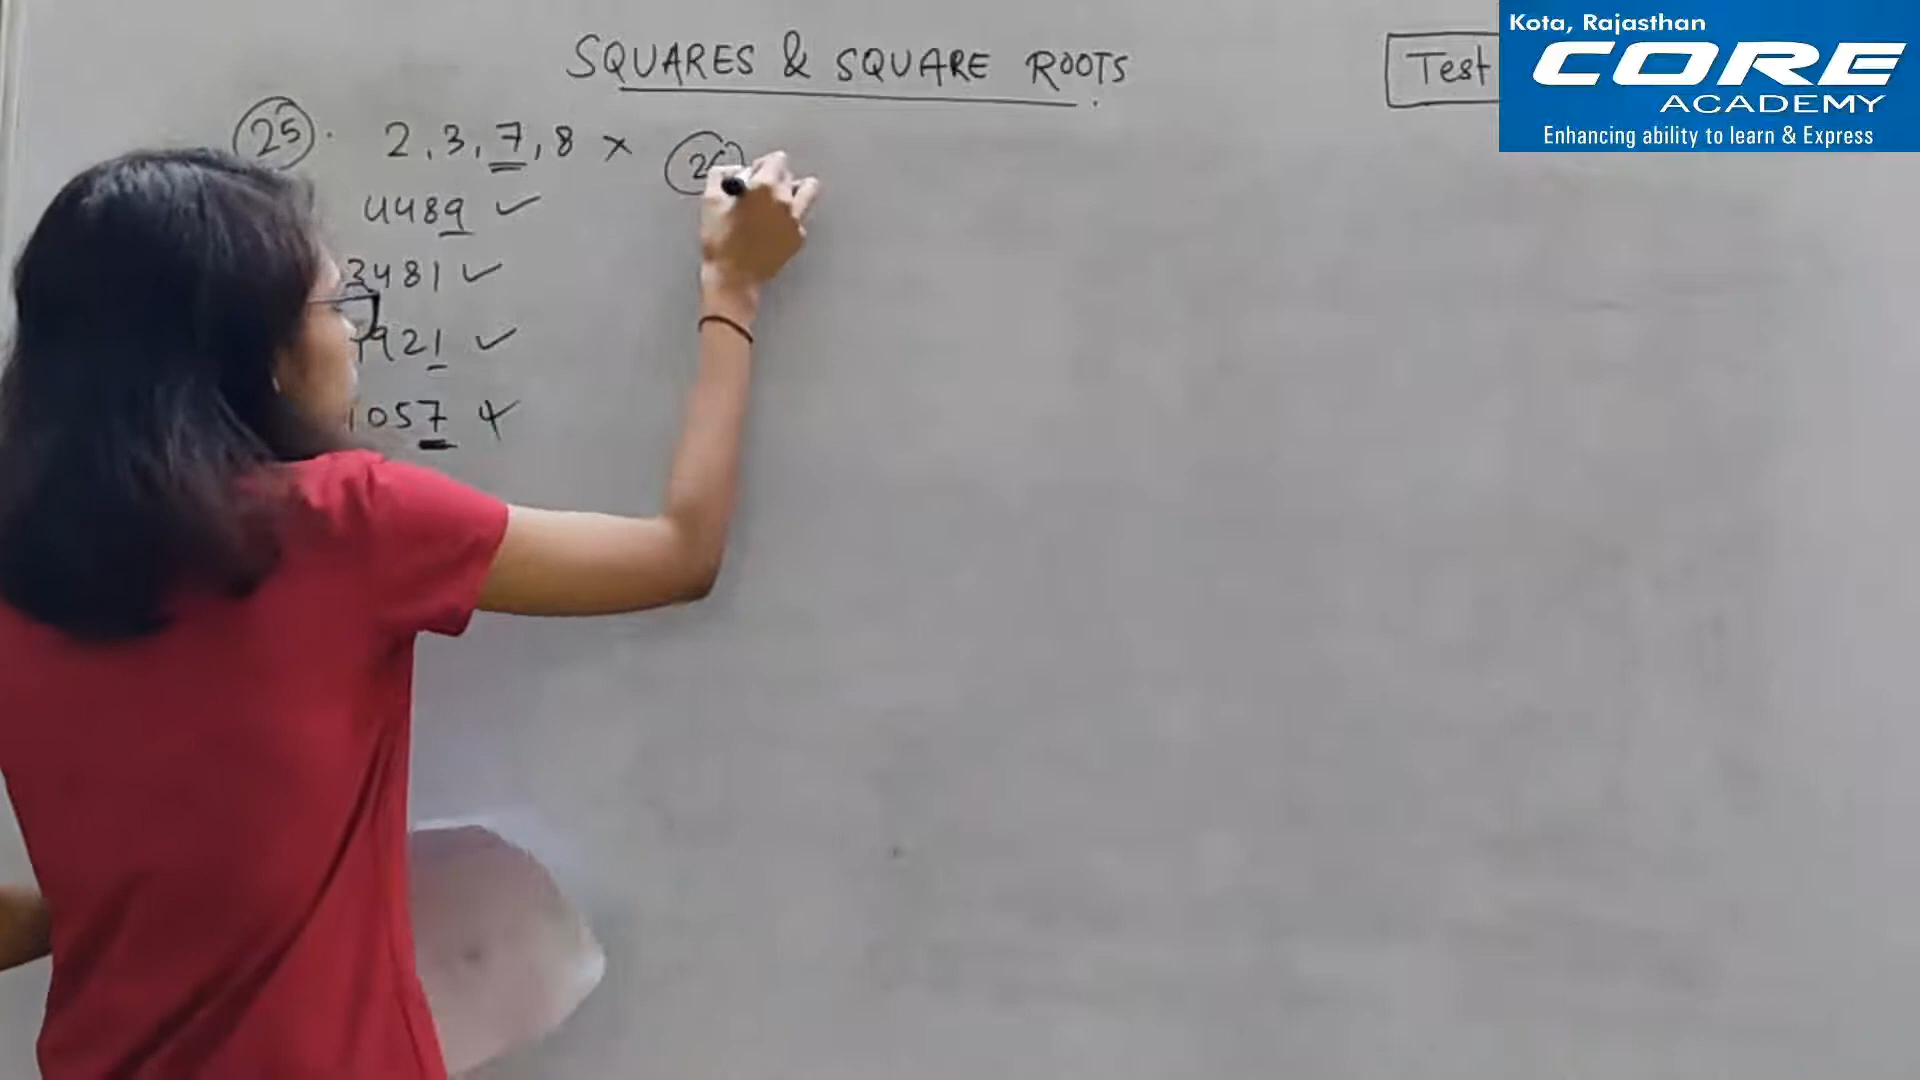 SQUARES & SQUARE ROOTS
Test
Kota, Rajasthan
CORE
ACADEMY
Enhancing ability to learn & Express
25. 2, 3, 7, 8 ×
4489 ✓
3481 ✓
921 ✓
1057 ×